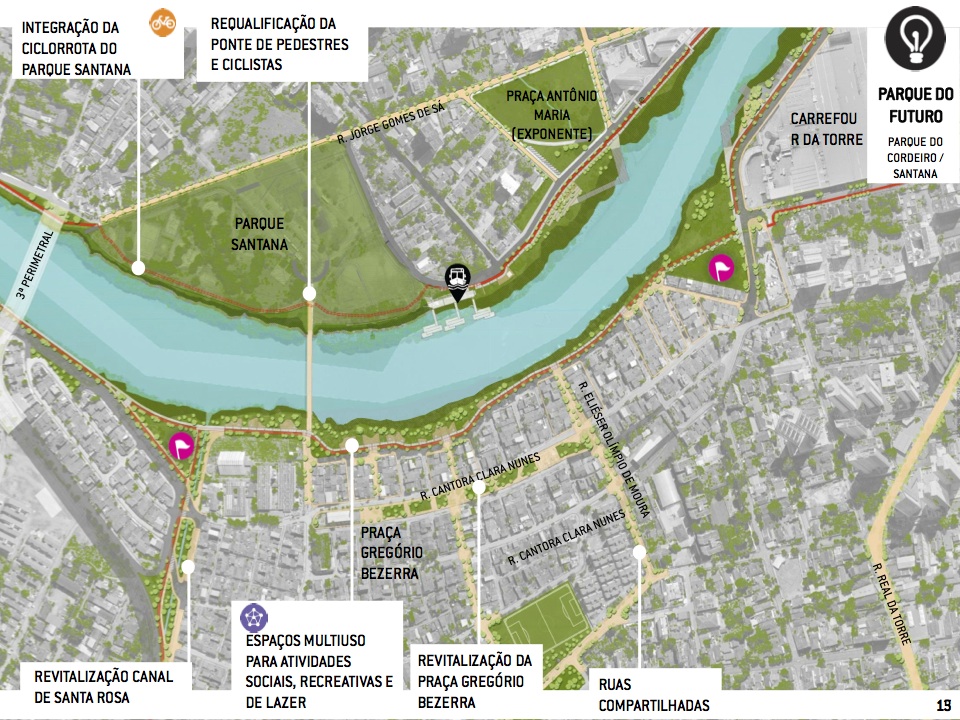 INTEGRAÇÃO DA
CICLORROTA DO
PARQUE SANTANA
REQUALIFICAÇÃO DA
PONTE DE PEDESTRES
E CICLISTAS
PARQUE DO
FUTURO
PARQUE DO
CORDEIRO /
SANTANA
R. JORGE GOMES DE SÁ
PRAÇA ANTÔNIO
MARIA
(EXPONENTE)
CARREFOU
R DA TORRE
PARQUE
SANTANA
3ª PERIMETRAL
R. ELIÉSER OLÍMPIO DE MOURA
R. CANTORA CLARA NUNES
R. CANTORA CLARA NUNES
PRAÇA
GREGÓRIO
BEZERRA
R. REAL DA TORRE
REVITALIZAÇÃO CANAL
DE SANTA ROSA
ESPAÇOS MULTIUSO
PARA ATIVIDADES
SOCIAIS, RECREATIVAS E
DE LAZER
REVITALIZAÇÃO DA
PRAÇA GREGÓRIO
BEZERRA
RUAS
COMPARTILHADAS
13